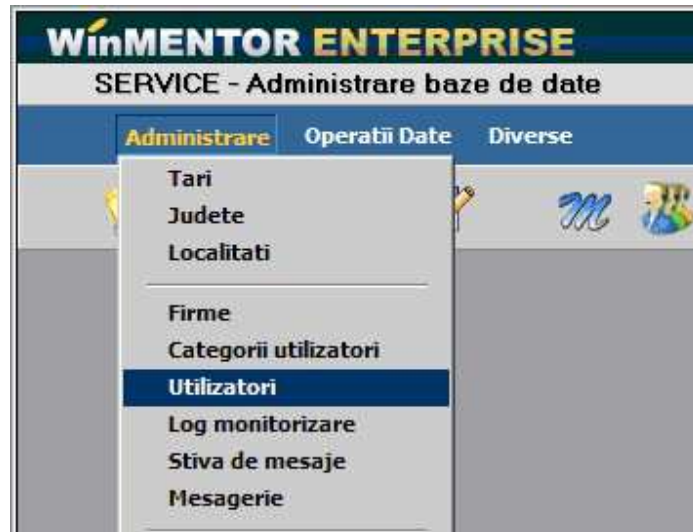 WinMENTOR ENTERPRISE
SERVICE - Administrare baze de date
Administrare Operatii Date Diverse
Tari
Judete
Localitati
Firme
Categorii utilizatori
Utilizatori
Log monitorizare
Stiva de mesaje
Mesagerie